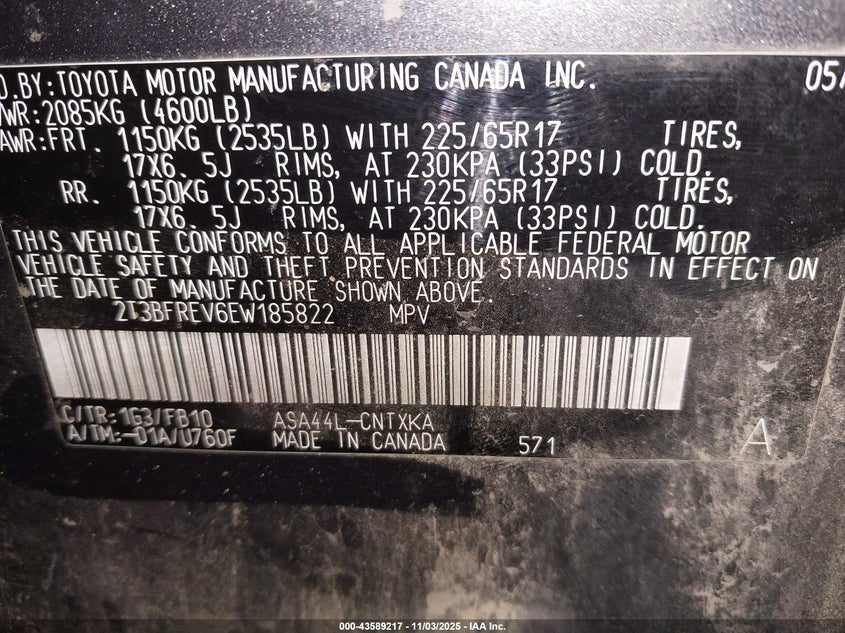 D.BY:TOYOTA MOTOR MANUFACTURING CANADA INC. 05/
WR:2085KG (4600LB)
AWR:FRT. 1150KG (2535LB) WITH 225/65R17 TIRES,
17X6.5J RIMS, AT 230KPA (33PSI) COLD.
RR. 1150KG (2535LB) WITH 225/65R17 TIRES,
17X6.5J RIMS, AT 230KPA (33PSI) COLD.
THIS VEHICLE CONFORMS TO ALL APPLICABLE FEDERAL MOTOR
VEHICLE SAFETY AND THEFT PREVENTION STANDARDS IN EFFECT ON
THE DATE OF MANUFACTURE SHOWN ABOVE.
2T3BFREV6EW185822 MPV
C/TR:1G3/FB10 ASA44L-CNTXKA
A/TM:-01A/U760F MADE IN CANADA 571 A
000-43589217 - 11/03/2025 - IAA Inc.